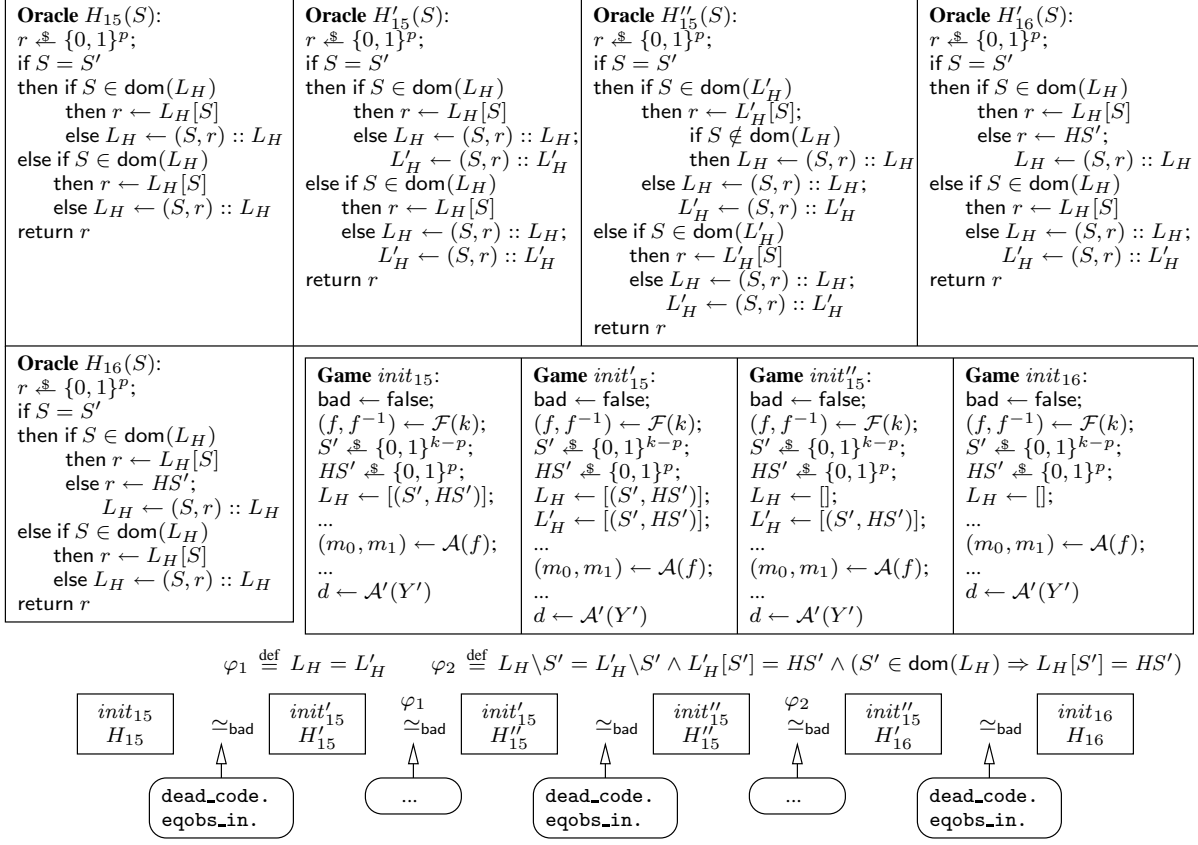 Oracle H₁₅(S):
r ←$ {0, 1}ᵖ;
if S = S′
then if S ∈ dom(L_H)
then r ← L_H[S]
else L_H ← (S, r) :: L_H
else if S ∈ dom(L_H)
then r ← L_H[S]
else L_H ← (S, r) :: L_H
return r
Oracle H′₁₅(S):
r ←$ {0, 1}ᵖ;
if S = S′
then if S ∈ dom(L_H)
then r ← L_H[S]
else L_H ← (S, r) :: L_H;
L′_H ← (S, r) :: L′_H
else if S ∈ dom(L_H)
then r ← L_H[S]
else L_H ← (S, r) :: L_H;
L′_H ← (S, r) :: L′_H
return r
Oracle H″₁₅(S):
r ←$ {0, 1}ᵖ;
if S = S′
then if S ∈ dom(L′_H)
then r ← L′_H[S];
if S ∉ dom(L_H)
then L_H ← (S, r) :: L_H
else L_H ← (S, r) :: L_H;
L′_H ← (S, r) :: L′_H
else if S ∈ dom(L′_H)
then r ← L′_H[S]
else L_H ← (S, r) :: L_H;
L′_H ← (S, r) :: L′_H
return r
Oracle H′₁₆(S):
r ←$ {0, 1}ᵖ;
if S = S′
then if S ∈ dom(L_H)
then r ← L_H[S]
else r ← HS′;
L_H ← (S, r) :: L_H
else if S ∈ dom(L_H)
then r ← L_H[S]
else L_H ← (S, r) :: L_H;
L′_H ← (S, r) :: L′_H
return r
Oracle H₁₆(S):
r ←$ {0, 1}ᵖ;
if S = S′
then if S ∈ dom(L_H)
then r ← L_H[S]
else r ← HS′;
L_H ← (S, r) :: L_H
else if S ∈ dom(L_H)
then r ← L_H[S]
else L_H ← (S, r) :: L_H
return r
Game init₁₅:
bad ← false;
(f, f⁻¹) ← F(k);
S′ ←$ {0, 1}ᵏ⁻ᵖ;
HS′ ←$ {0, 1}ᵖ;
L_H ← [(S′, HS′)];
...
(m₀, m₁) ← A(f);
...
d ← A′(Y′)
Game init′₁₅:
bad ← false;
(f, f⁻¹) ← F(k);
S′ ←$ {0, 1}ᵏ⁻ᵖ;
HS′ ←$ {0, 1}ᵖ;
L_H ← [(S′, HS′)];
L′_H ← [(S′, HS′)];
...
(m₀, m₁) ← A(f);
...
d ← A′(Y′)
Game init″₁₅:
bad ← false;
(f, f⁻¹) ← F(k);
S′ ←$ {0, 1}ᵏ⁻ᵖ;
HS′ ←$ {0, 1}ᵖ;
L_H ← [];
L′_H ← [(S′, HS′)];
...
(m₀, m₁) ← A(f);
...
d ← A′(Y′)
Game init₁₆:
bad ← false;
(f, f⁻¹) ← F(k);
S′ ←$ {0, 1}ᵏ⁻ᵖ;
HS′ ←$ {0, 1}ᵖ;
L_H ← [];
...
(m₀, m₁) ← A(f);
...
d ← A′(Y′)
φ₁ def= L_H = L′_H φ₂ def= L_H\S′ = L′_H\S′ ∧ L′_H[S′] = HS′ ∧ (S′ ∈ dom(L_H) ⇒ L_H[S′] = HS′)
φ₁ φ₂
init₁₅ init′₁₅ init′₁₅ init″₁₅ init″₁₅ init₁₆
≃bad ≃bad ≃bad ≃bad ≃bad
H₁₅ H′₁₅ H″₁₅ H″₁₅ H′₁₆ H₁₆
dead_code. ... dead_code. ... dead_code.
eqobs_in. eqobs_in. eqobs_in.